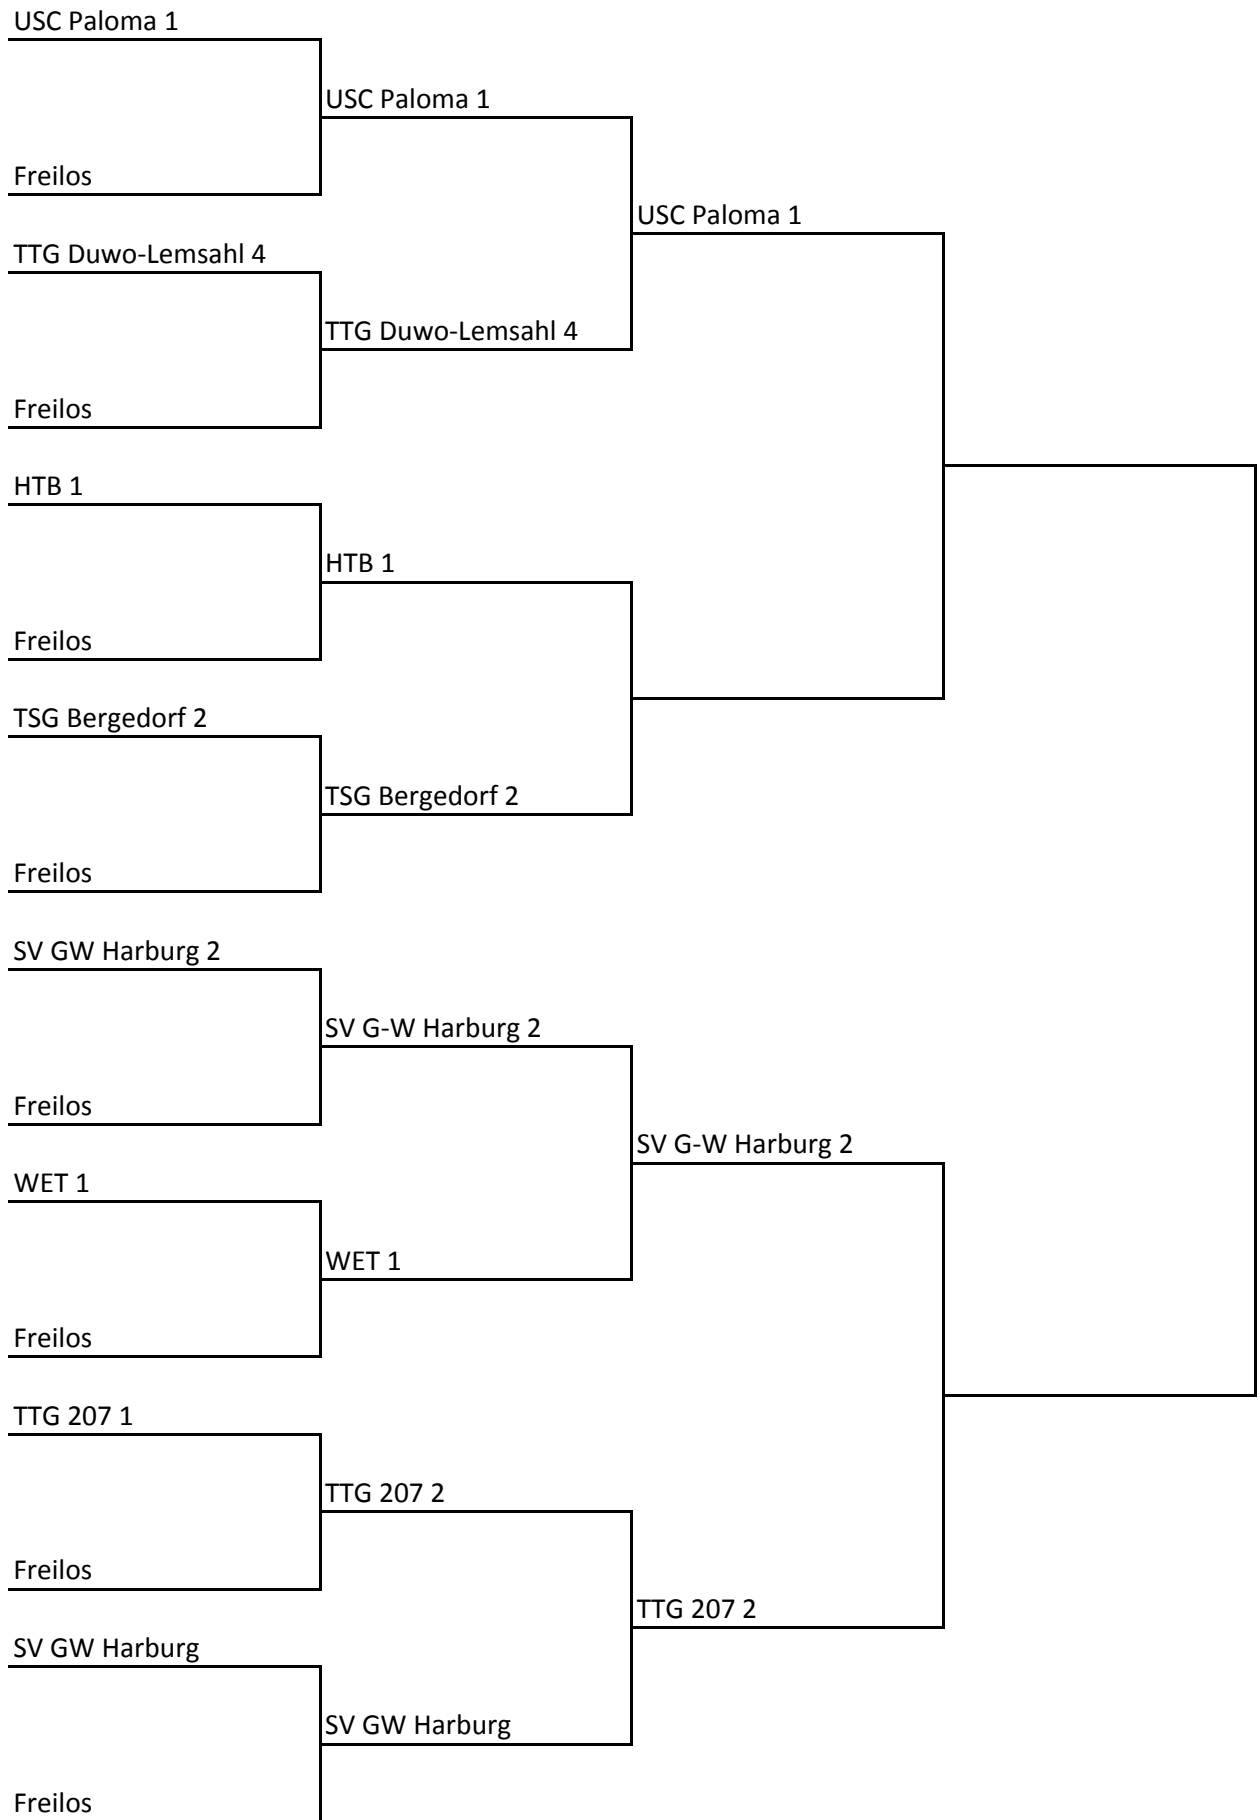 USC Paloma 1
USC Paloma 1
Freilos
USC Paloma 1
TTG Duwo-Lemsahl 4
TTG Duwo-Lemsahl 4
Freilos
HTB 1
HTB 1
Freilos
TSG Bergedorf 2
TSG Bergedorf 2
Freilos
SV GW Harburg 2
SV G-W Harburg 2
Freilos
SV G-W Harburg 2
WET 1
WET 1
Freilos
TTG 207 1
TTG 207 2
Freilos
TTG 207 2
SV GW Harburg
SV GW Harburg
Freilos